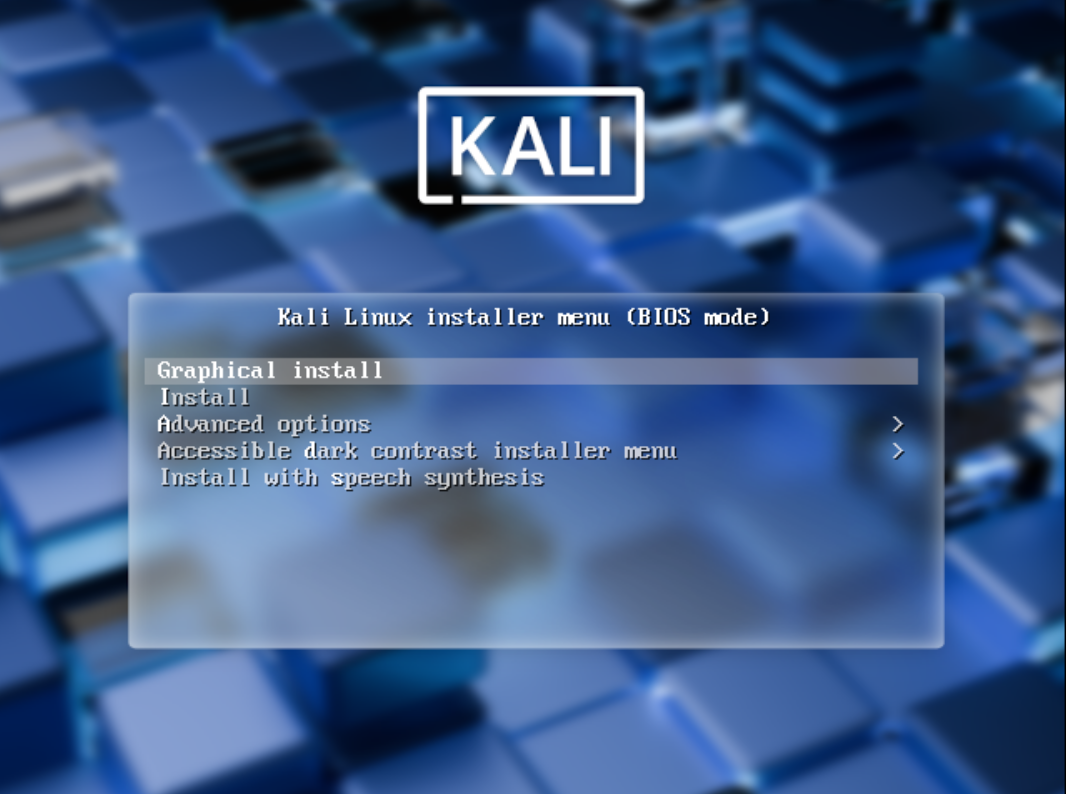 KALI
Kali Linux installer menu (BIOS mode)
Graphical install
Install
Advanced options >
Accessible dark contrast installer menu >
Install with speech synthesis